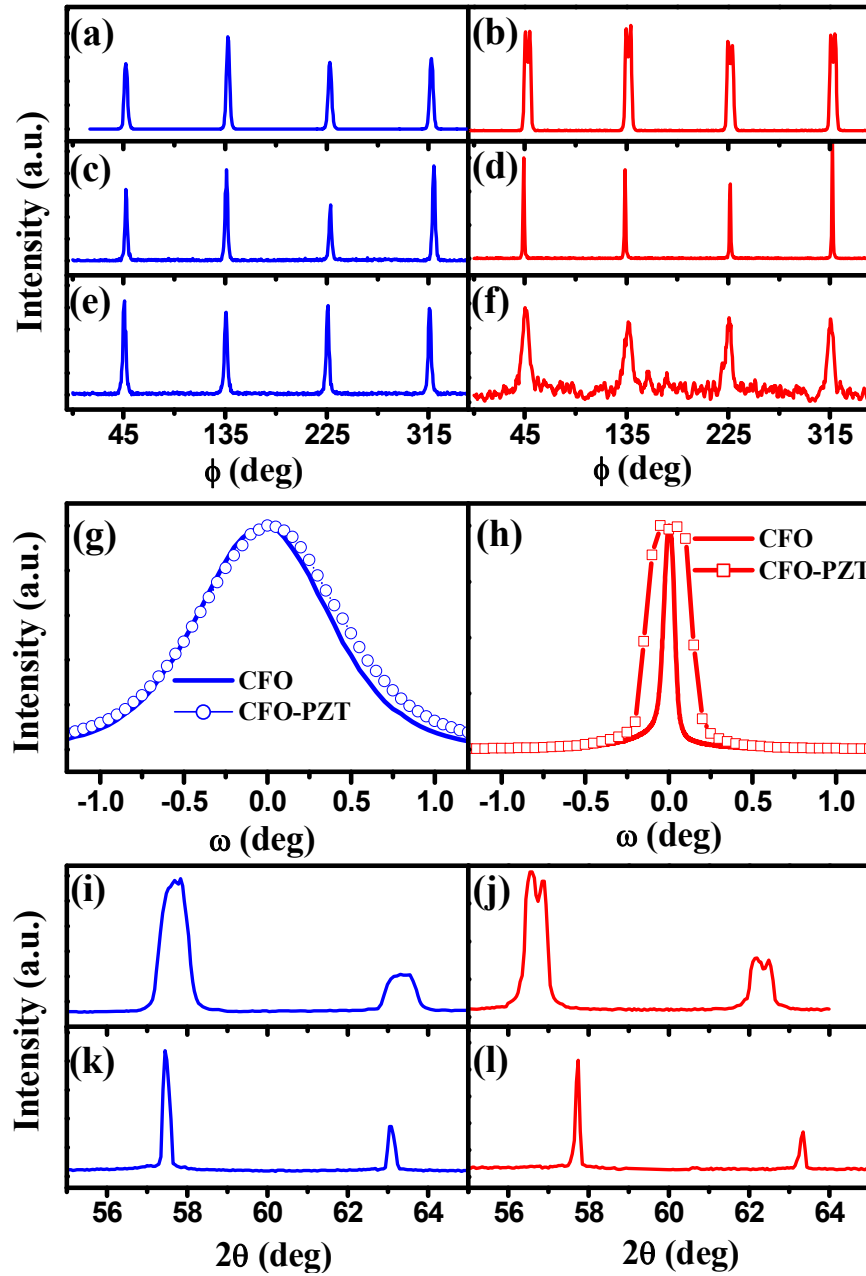 (a)
(b)
(c)
(d)
(e)
(f)
Intensity (a.u.)
45 135 225 315
45 135 225 315
ϕ (deg)
ϕ (deg)
(g)
CFO
CFO-PZT
(h)
CFO
CFO-PZT
Intensity (a.u.)
-1.0 -0.5 0.0 0.5 1.0
-1.0 -0.5 0.0 0.5 1.0
ω (deg)
ω (deg)
(i)
(j)
(k)
(l)
Intensity (a.u.)
56 58 60 62 64
56 58 60 62 64
2θ (deg)
2θ (deg)